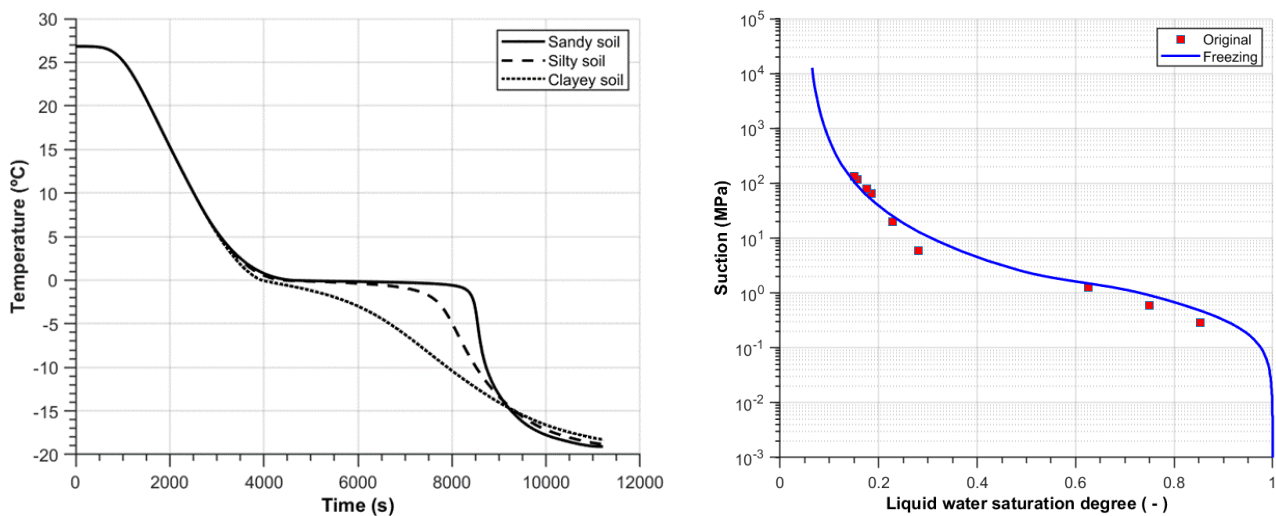 30
25
20
15
10
5
0
-5
-10
-15
-20
Temperature (ºC)
0 2000 4000 6000 8000 10000 12000
Time (s)
Sandy soil
Silty soil
Clayey soil
10^5
10^4
10^3
10^2
10^1
10^0
10^-1
10^-2
10^-3
Suction (MPa)
0 0.2 0.4 0.6 0.8 1
Liquid water saturation degree ( - )
Original
Freezing